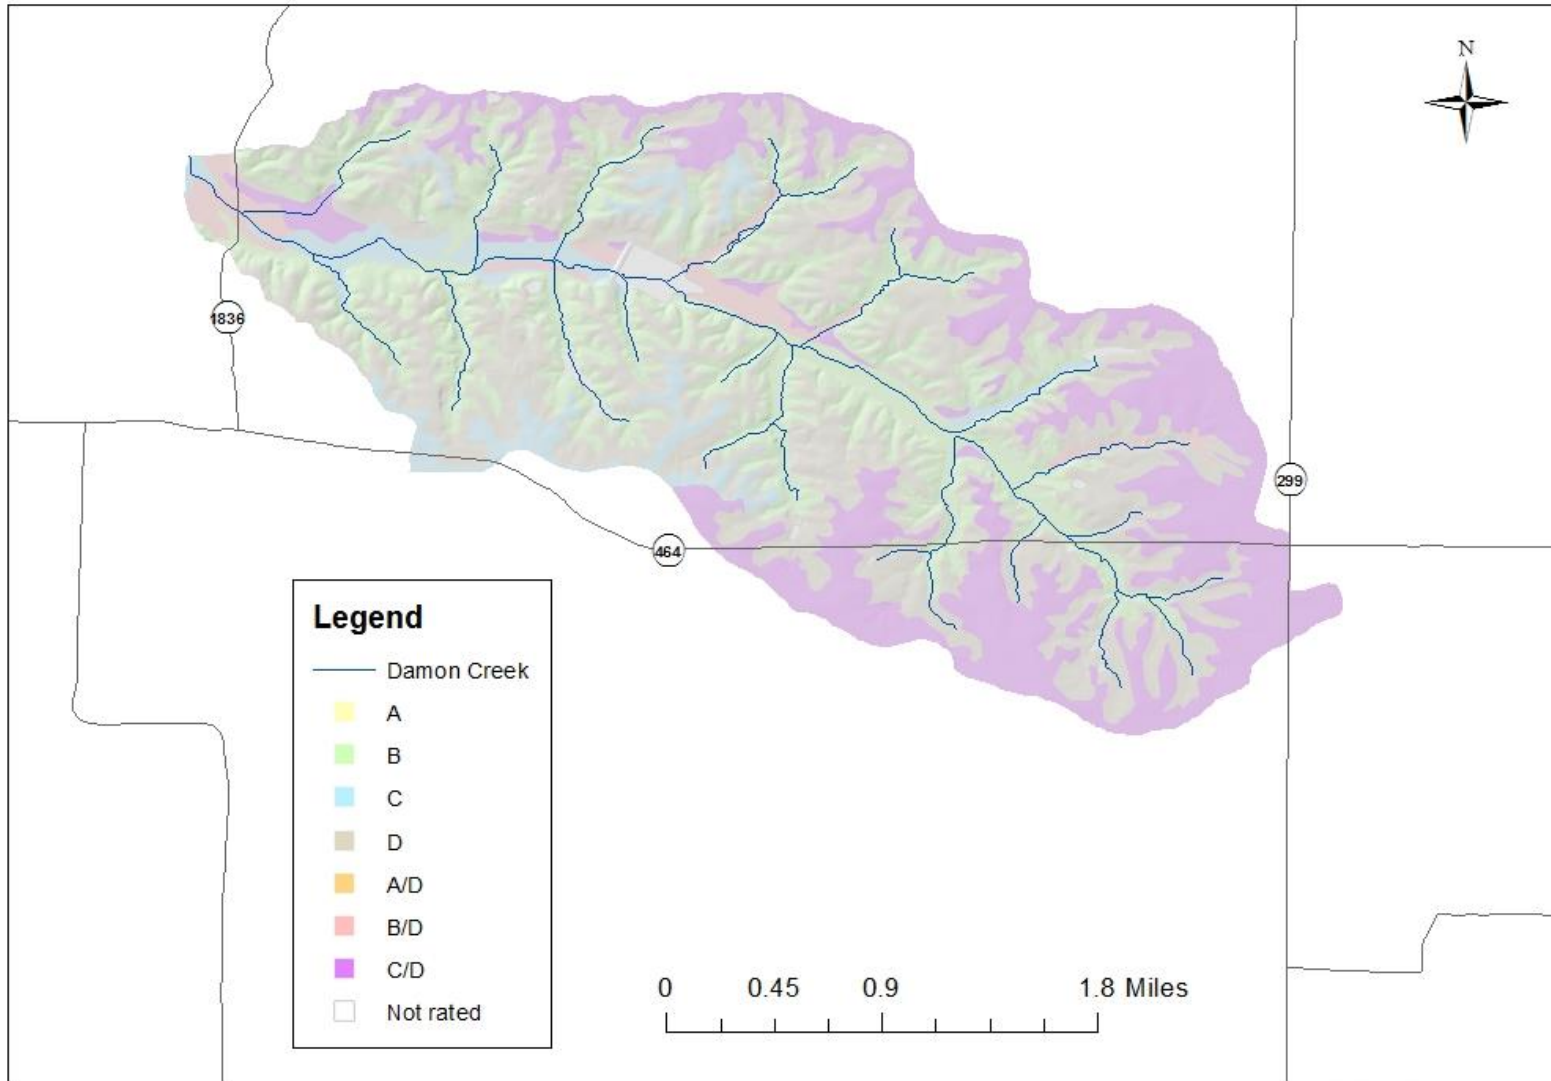 N
1836
299
464
Legend
Damon Creek
A
B
C
D
A/D
B/D
C/D
Not rated
0 0.45 0.9 1.8 Miles